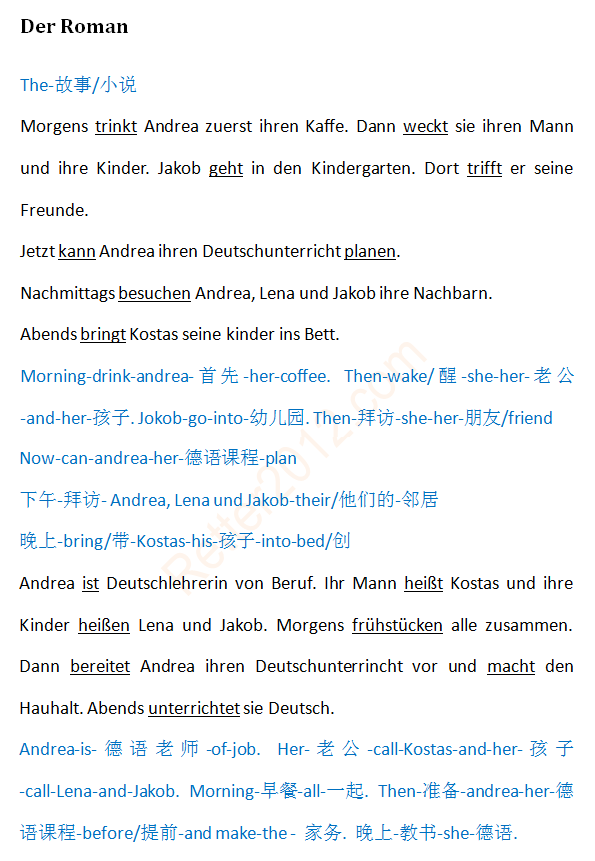 Der Roman
The-故事/小说
Morgens trinkt Andrea zuerst ihren Kaffe. Dann weckt sie ihren Mann
und ihre Kinder. Jakob geht in den Kindergarten. Dort trifft er seine
Freunde.
Jetzt kann Andrea ihren Deutschunterricht planen.
Nachmittags besuchen Andrea, Lena und Jakob ihre Nachbarn.
Abends bringt Kostas seine kinder ins Bett.
Morning-drink-andrea-首先-her-coffee. Then-wake/醒-she-her-老公
-and-her-孩子. Jokob-go-into-幼儿园. Then-拜访-she-her-朋友/friend
Now-can-andrea-her-德语课程-plan
下午-拜访- Andrea, Lena und Jakob-their/他们的-邻居
晚上-bring/带-Kostas-his-孩子-into-bed/创
Andrea ist Deutschlehrerin von Beruf. Ihr Mann heißt Kostas und ihre
Kinder heißen Lena und Jakob. Morgens frühstücken alle zusammen.
Dann bereitet Andrea ihren Deutschunterrincht vor und macht den
Hauhalt. Abends unterrichtet sie Deutsch.
Andrea-is-德语老师-of-job. Her-老公-call-Kostas-and-her-孩子
-call-Lena-and-Jakob. Morning-早餐-all-一起. Then-准备-andrea-her-德
语课程-before/提前-and make-the - 家务. 晚上-教书-she-德语.
Retter2012.com